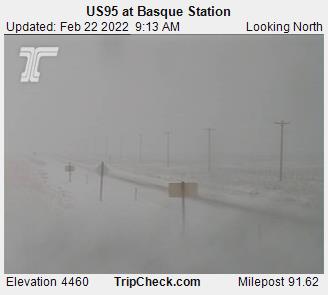 US95 at Basque Station
Updated: Feb 22 2022 9:13 AM Looking North
Elevation 4460 TripCheck.com Milepost 91.62